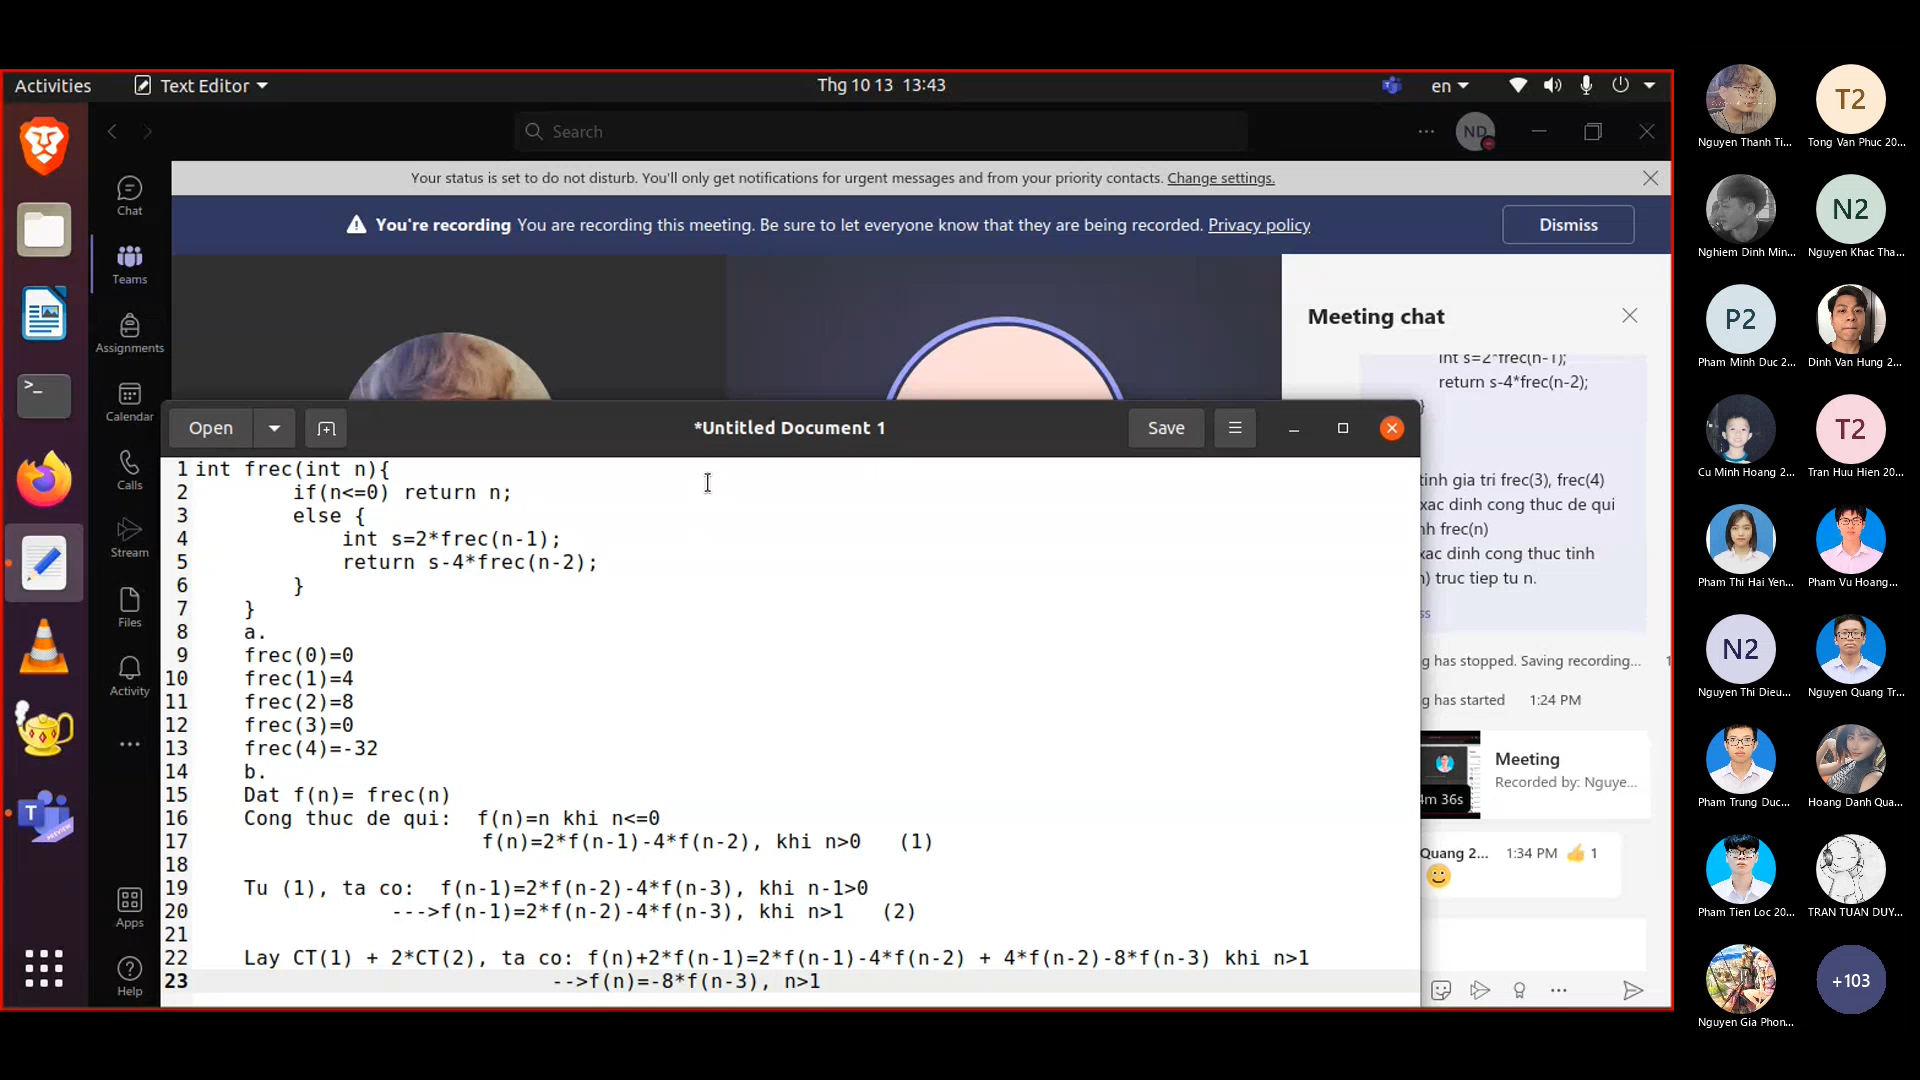 Activities
Text Editor
Thg 10 13 13:43
en
Search
ND
Your status is set to do not disturb. You'll only get notifications for urgent messages and from your priority contacts. Change settings.
You're recording You are recording this meeting. Be sure to let everyone know that they are being recorded. Privacy policy
Dismiss
Chat
Teams
Assignments
Calendar
Calls
Stream
Files
Activity
Apps
Help
Open
*Untitled Document 1
Save
1 int frec(int n){
2 if(n<=0) return n;
3 else {
4 int s=2*frec(n-1);
5 return s-4*frec(n-2);
6 }
7 }
8 a.
9 frec(0)=0
10 frec(1)=4
11 frec(2)=8
12 frec(3)=0
13 frec(4)=-32
14 b.
15 Dat f(n)= frec(n)
16 Cong thuc de qui: f(n)=n khi n<=0
17 f(n)=2*f(n-1)-4*f(n-2), khi n>0 (1)
18
19 Tu (1), ta co: f(n-1)=2*f(n-2)-4*f(n-3), khi n-1>0
20 --->f(n-1)=2*f(n-2)-4*f(n-3), khi n>1 (2)
21
22 Lay CT(1) + 2*CT(2), ta co: f(n)+2*f(n-1)=2*f(n-1)-4*f(n-2) + 4*f(n-2)-8*f(n-3) khi n>1
23 -->f(n)=-8*f(n-3), n>1
Meeting chat
int s=2*frec(n-1);
return s-4*frec(n-2);
}
tinh gia tri frec(3), frec(4)
xac dinh cong thuc de qui
nh frec(n)
xac dinh cong thuc tinh
) truc tiep tu n.
ss
g has stopped. Saving recording... 1
g has started 1:24 PM
Meeting
Recorded by: Nguye...
4m 36s
Quang 2... 1:34 PM 1
T
PREVIEW
Nguyen Thanh Ti...
T2
Tong Van Phuc 20...
Nghiem Dinh Min...
N2
Nguyen Khac Tha...
P2
Pham Minh Duc 2...
Dinh Van Hung 2...
Cu Minh Hoang 2...
T2
Tran Huu Hien 20...
Pham Thi Hai Yen...
Pham Vu Hoang...
N2
Nguyen Thi Dieu...
Nguyen Quang Tr...
Pham Trung Duc...
Hoang Danh Qua...
Pham Tien Loc 20...
TRAN TUAN DUY...
Nguyen Gia Phon...
+103